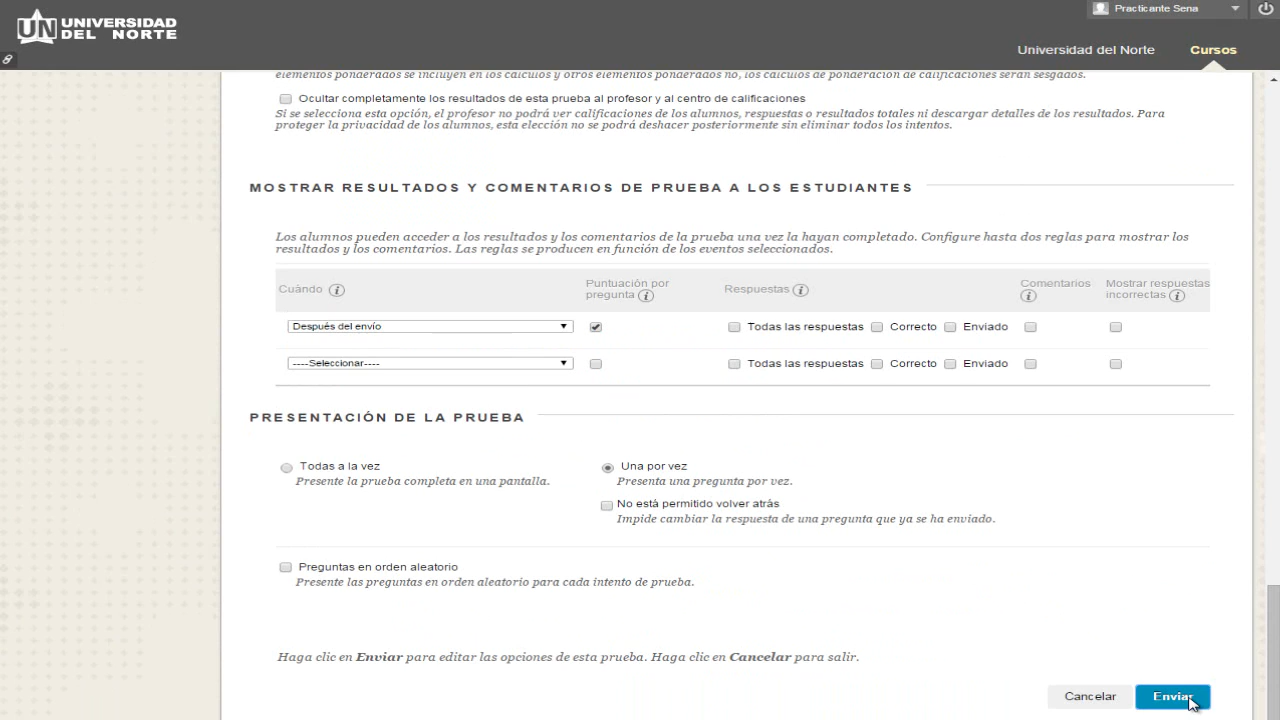 UNIVERSIDAD
DEL NORTE
UN
Practicante Sena
Universidad del Norte
Cursos
elementos ponderados se incluyen en los cálculos y otros elementos ponderados no, los cálculos de ponderación de calificaciones serán sesgados.
Ocultar completamente los resultados de esta prueba al profesor y al centro de calificaciones
Si se selecciona esta opción, el profesor no podrá ver calificaciones de los alumnos, respuestas o resultados totales ni descargar detalles de los resultados. Para
proteger la privacidad de los alumnos, esta elección no se podrá deshacer posteriormente sin eliminar todos los intentos.
MOSTRAR RESULTADOS Y COMENTARIOS DE PRUEBA A LOS ESTUDIANTES
Los alumnos pueden acceder a los resultados y los comentarios de la prueba una vez la hayan completado. Configure hasta dos reglas para mostrar los
resultados y los comentarios. Las reglas se producen en función de los eventos seleccionados.
Cuándo
Puntuación por
pregunta
Respuestas
Comentarios
Mostrar respuestas
incorrectas
Después del envío
Todas las respuestas
Correcto
Enviado
----Seleccionar----
Todas las respuestas
Correcto
Enviado
PRESENTACIÓN DE LA PRUEBA
Todas a la vez
Presente la prueba completa en una pantalla.
Una por vez
Presenta una pregunta por vez.
No está permitido volver atrás
Impide cambiar la respuesta de una pregunta que ya se ha enviado.
Preguntas en orden aleatorio
Presente las preguntas en orden aleatorio para cada intento de prueba.
Haga clic en Enviar para editar las opciones de esta prueba. Haga clic en Cancelar para salir.
Cancelar
Enviar